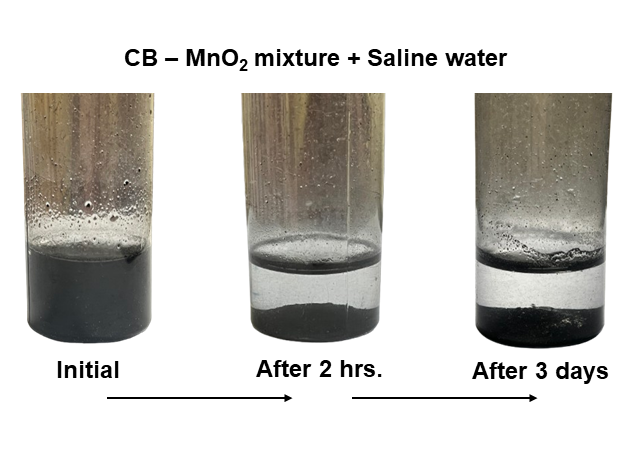 CB – MnO₂ mixture + Saline water
Initial
After 2 hrs.
After 3 days